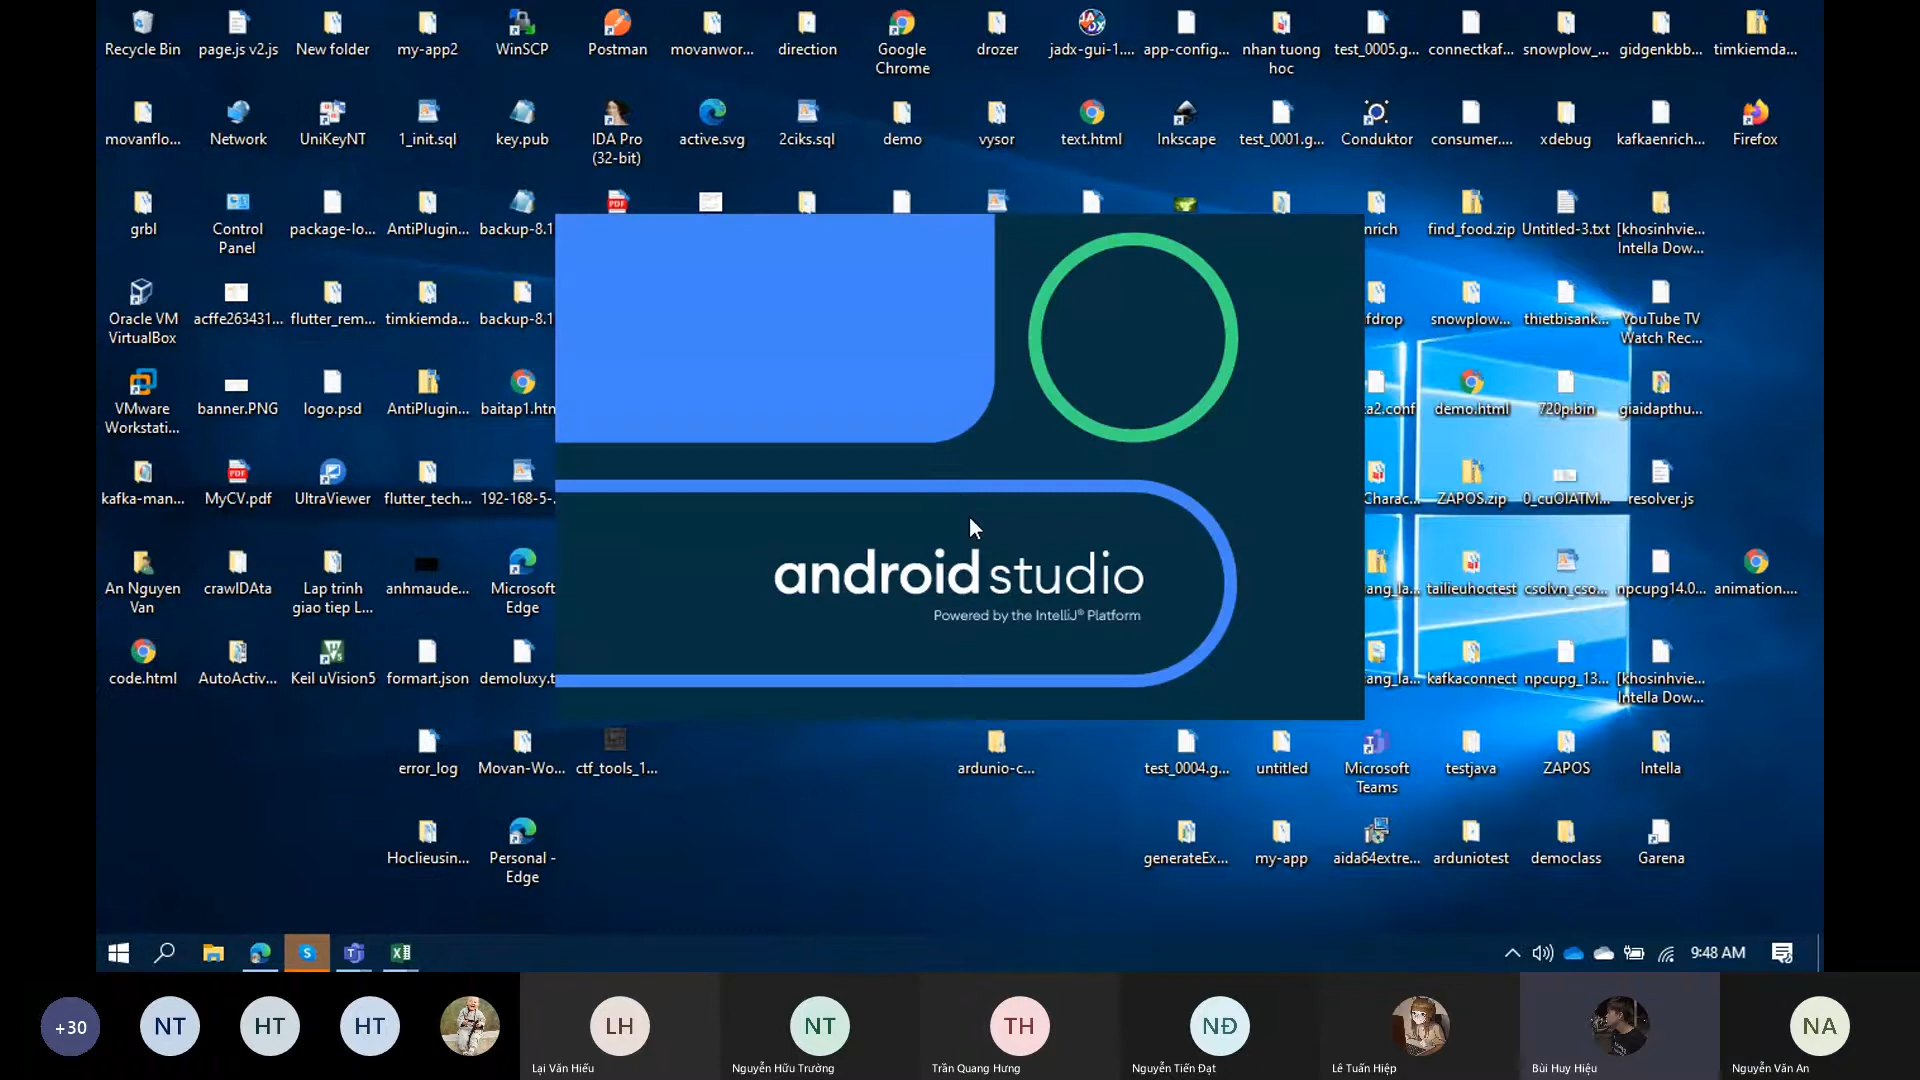 Recycle Bin
page.js v2.js
New folder
my-app2
WinSCP
Postman
movanwor...
direction
Google
Chrome
drozer
jadx-gui-1....
app-config,...
nhan tuong
hoc
test_0005.g...
connectkaf...
snowplow_...
gidgenkbb...
timkiemda...
movanflo...
Network
UniKeyNT
1_init.sql
key.pub
IDA Pro
(32-bit)
active.svg
2ciks.sql
demo
vysor
text.html
Inkscape
test_0001.g...
Conduktor
consumer....
xdebug
kafkaenrich...
Firefox
grbl
Control
Panel
package-lo...
AntiPlugin...
backup-8.1
nrich
find_food.zip
Untitled-3.txt
[khosinhvie...
Intella Dow...
Oracle VM
VirtualBox
acffe263431...
flutter_rem...
timkiemda...
backup-8.1
fdrop
snowplow...
thietbisank...
YouTube TV
Watch Rec...
VMware
Workstati...
banner.PNG
logo.psd
AntiPlugin...
baitap1.htn
ta2.conf
demo.html
720p.bin
giaidapthu...
kafka-man...
MyCV.pdf
UltraViewer
flutter_tech...
192-168-5-.
Charac...
ZAPOS.zip
0_cuOIATM...
resolver.js
android studio
Powered by the IntelliJ® Platform
An Nguyen
Van
crawlDAta
Lap trinh
giao tiep L...
anhmaude...
Microsoft
Edge
ang_la...
tailieuhoctest
csolvn_cso...
npcupg14.0...
animation....
code.html
AutoActiv...
Keil uVision5
formart.json
demoluxy.t
ang_la...
kafkaconnect
npcupg_13...
[khosinhvie...
Intella Dow...
error_log
Movan-Wo...
ctf_tools_1...
ardunio-c...
test_0004.g...
untitled
Microsoft
Teams
testjava
ZAPOS
Intella
Hoclieusin...
Personal -
Edge
generateEx...
my-app
aida64extre...
arduniotest
democlass
Garena
9:48 AM
+30
NT
HT
HT
LH
NT
TH
NĐ
NA
Lại Văn Hiếu
Nguyễn Hữu Trường
Trần Quang Hưng
Nguyễn Tiến Đạt
Lê Tuấn Hiệp
Bùi Huy Hiệu
Nguyễn Văn An